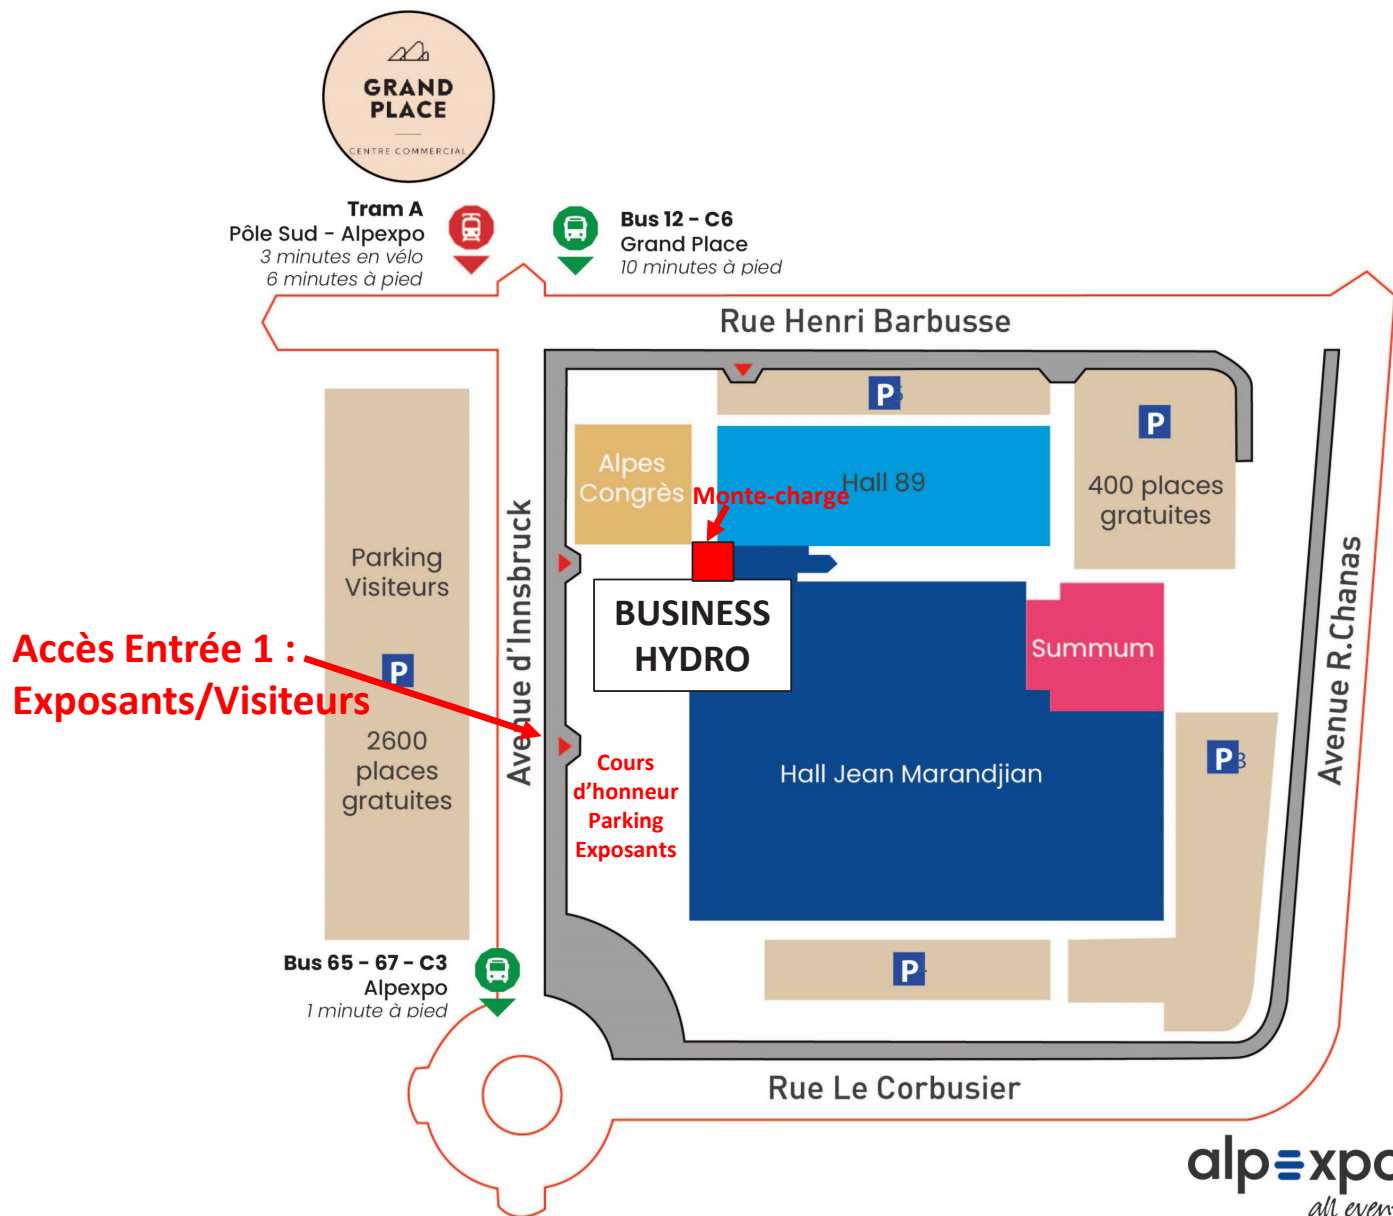 GRAND
PLACE
CENTRE COMMERCIAL
Tram A
Pôle Sud - Alpexpo
3 minutes en vélo
6 minutes à pied
Bus 12 - C6
Grand Place
10 minutes à pied
Rue Henri Barbusse
P
P
Alpes
Congrès
Hall 89
Monte-charge
400 places
gratuites
Parking
Visiteurs
P
2600
places
gratuites
Avenue d'Innsbruck
Accès Entrée 1 :
Exposants/Visiteurs
BUSINESS
HYDRO
Summum
Avenue R.Chanas
Cours
d'honneur
Parking
Exposants
Hall Jean Marandjian
P
P
Bus 65 - 67 - C3
Alpexpo
1 minute à pied
Rue Le Corbusier
alpexpo
all even